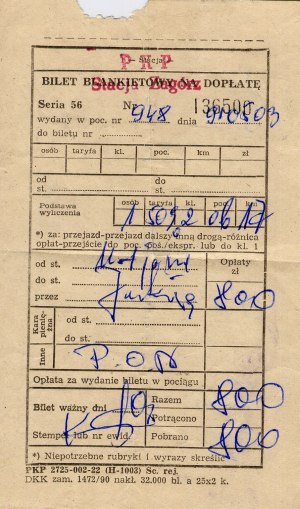 – Stacja –
PKP
Stacja
BILET BLANKIETOWY NA DOPŁATĘ
Seria 56 Nr 136500
wydany w poc. nr 948 dnia 910503
do biletu nr
osób taryfa kl. poc. km zł
od st. do st.
Podstawa wyliczenia
osób taryfa kl. poc. km zł
*) za: przejazd-przejazd dalszy inną drogą-różnica
opłat-przejście do poc. pośp./ekspr. lub do kl. 1
od st. Opłaty zł
do st.
przez 800
Kara pieniężna
od st.
do st.
Inne
Opłata za wydanie biletu w pociągu
Bilet ważny dni Razem 800
Potrącono
Stempel lub nr ewid. Pobrano 800
*) Niepotrzebne rubryki i wyrazy skreślić
PKP 2725-002-22 (H-1003) Sc. rej.
DKK zam. 1472/90 nakł. 32.000 bl. a 25x2 k.